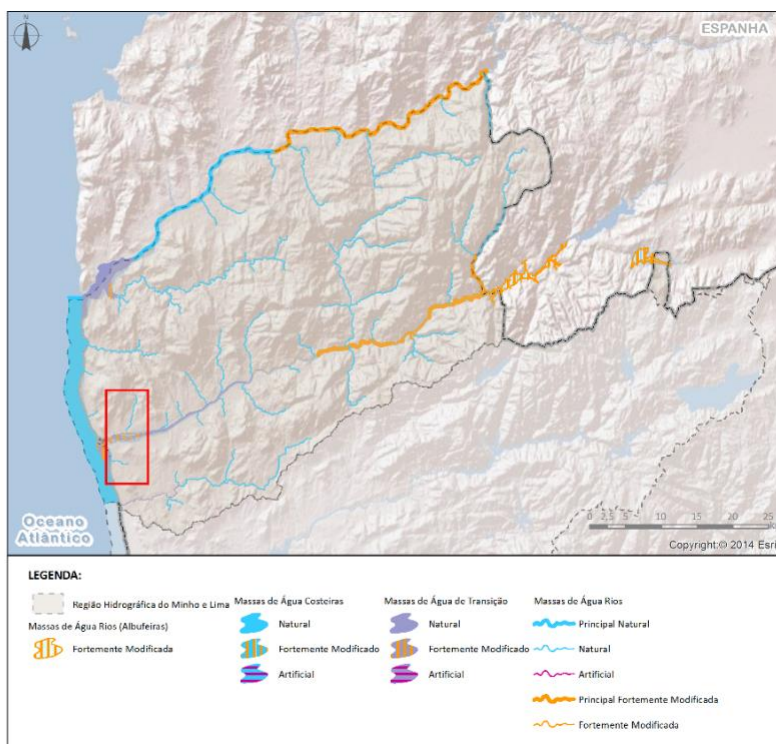 N
ESPANHA
Oceano
Atlântico
0 2,5 5 10 15 20 25
Copyright:© 2014 Esri
LEGENDA:
Região Hidrográfica do Minho e Lima
Massas de Água Rios (Albufeiras)
Fortemente Modificada
Massas de Água Costeiras
Natural
Fortemente Modificado
Artificial
Massas de Água de Transição
Natural
Fortemente Modificado
Artificial
Massas de Água Rios
Principal Natural
Natural
Artificial
Principal Fortemente Modificada
Fortemente Modificada